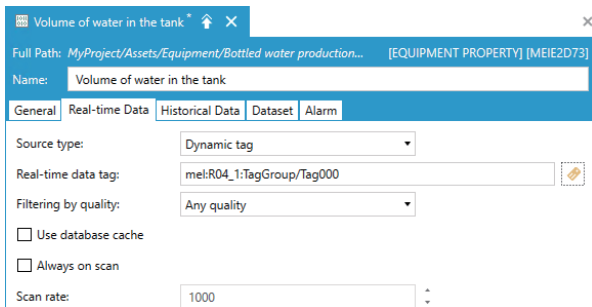 Volume of water in the tank*
Full Path: MyProject/Assets/Equipment/Bottled water production... [EQUIPMENT PROPERTY] [MEIE2D73]
Name: Volume of water in the tank
General Real-time Data Historical Data Dataset Alarm
Source type: Dynamic tag
Real-time data tag: mel:R04_1:TagGroup/Tag000
Filtering by quality: Any quality
Use database cache
Always on scan
Scan rate: 1000